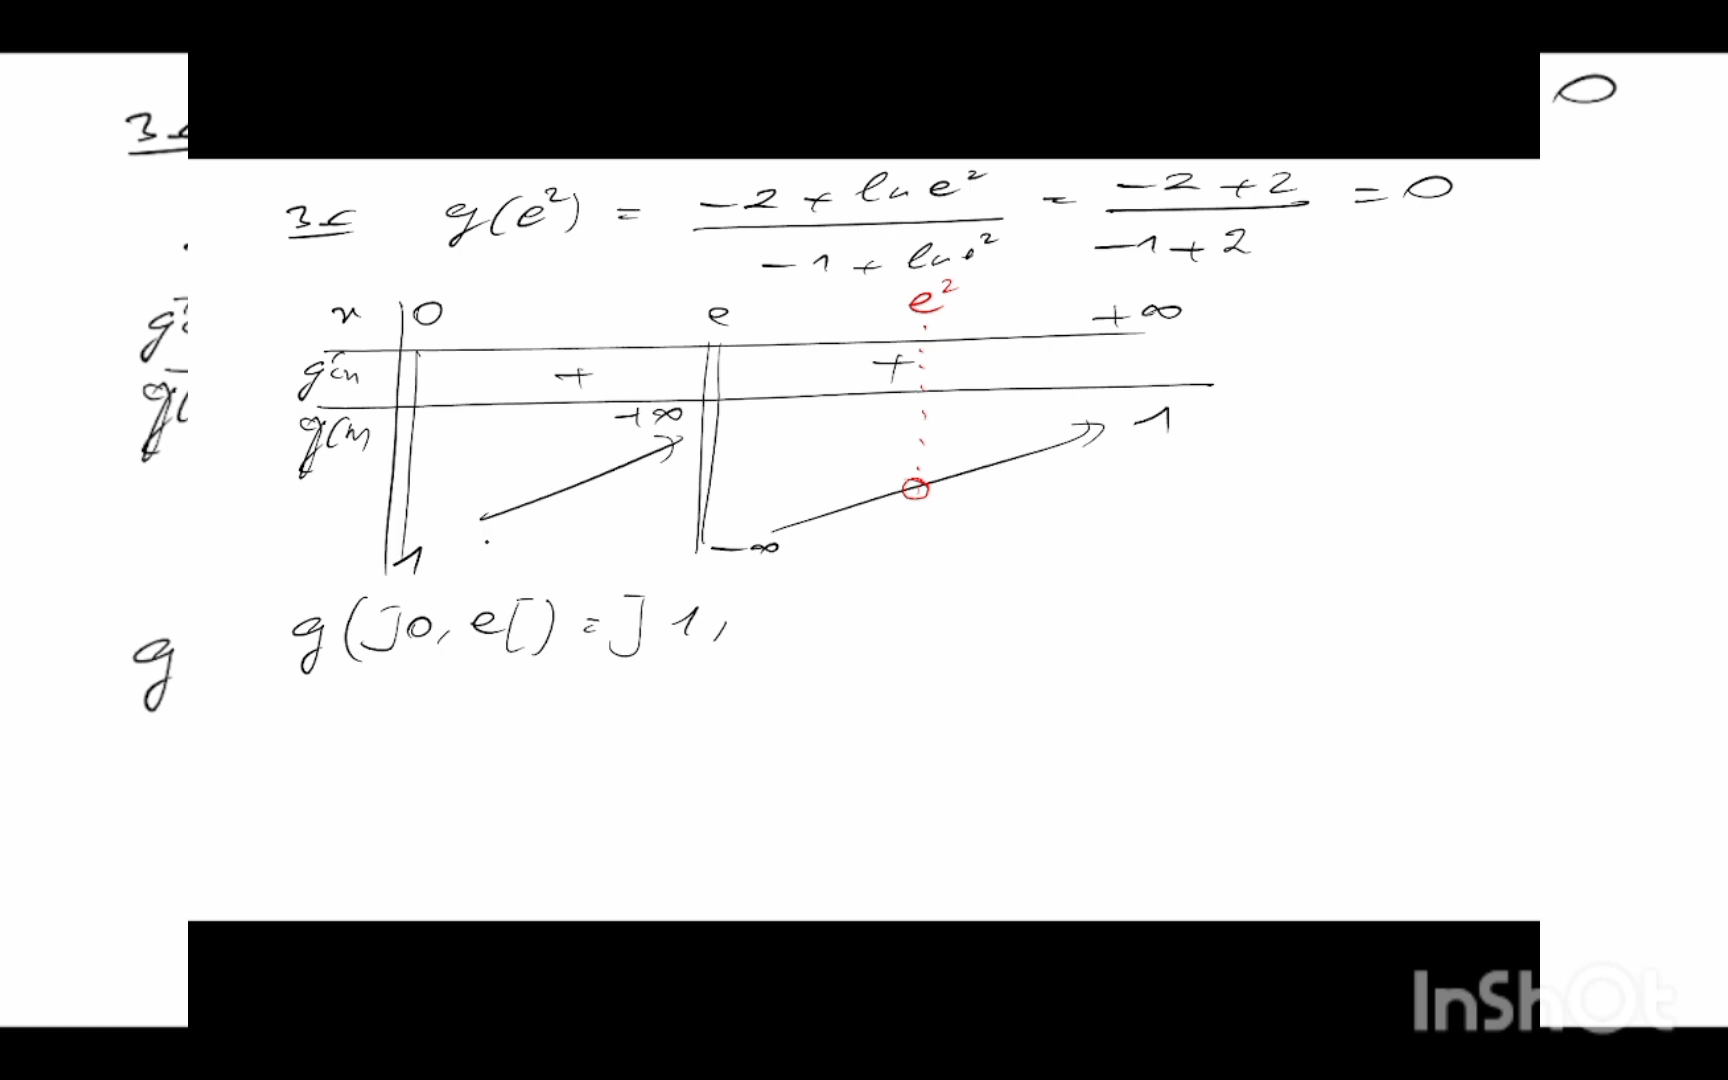 3c g(e²) = (-2 + ln e²)/(-1 + ln e²) = (-2 + 2)/(-1 + 2) = 0
x 0 e e² +∞
g'(x) + +
g(x) 1 +∞ -∞ 1
g(]0, e[) = ]1,
g
0
InShOt